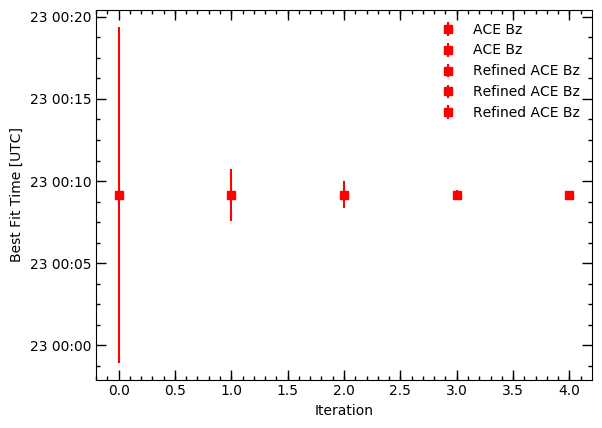 23 00:20
23 00:15
23 00:10
23 00:05
23 00:00
Best Fit Time [UTC]
ACE Bz
ACE Bz
Refined ACE Bz
Refined ACE Bz
Refined ACE Bz
0.0 0.5 1.0 1.5 2.0 2.5 3.0 3.5 4.0
Iteration